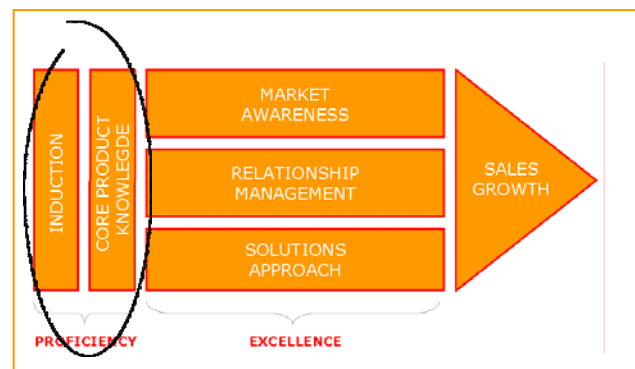 INDUCTION
CORE PRODUCT
KNOWLEGDE
MARKET
AWARENESS
RELATIONSHIP
MANAGEMENT
SOLUTIONS
APPROACH
SALES
GROWTH
PROFICIENCY
EXCELLENCE